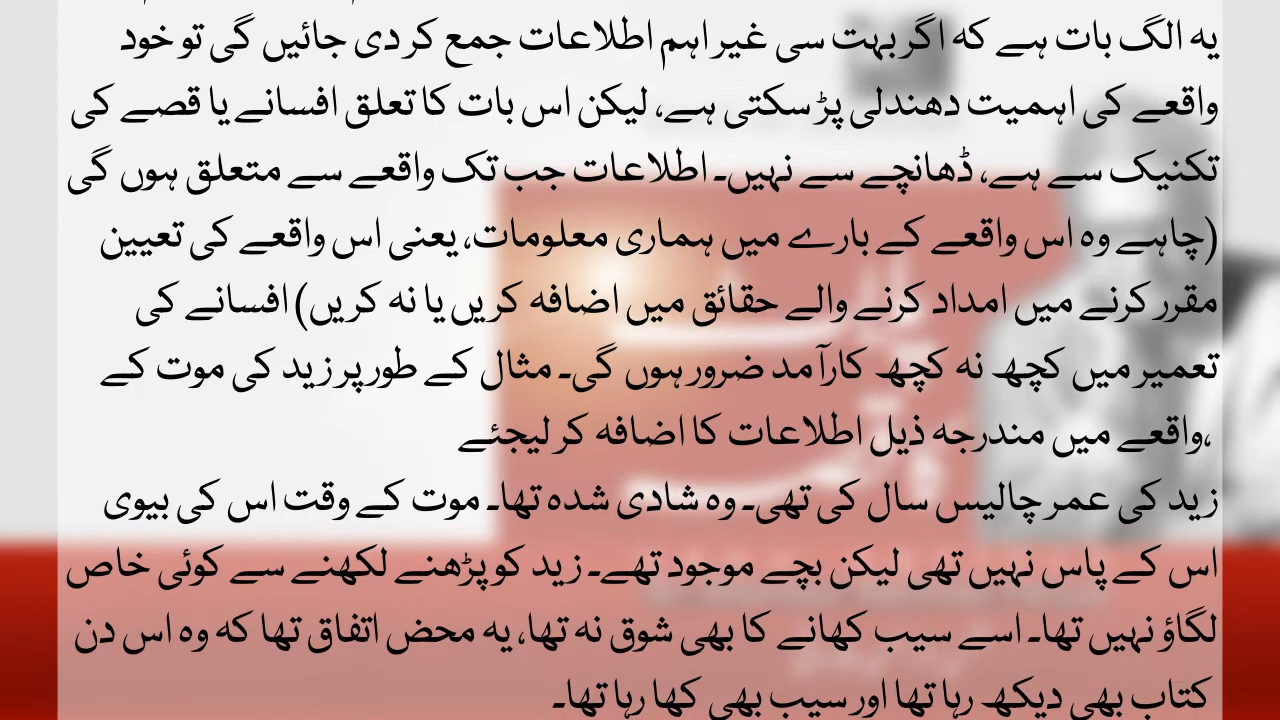 یہ الگ بات ہے کہ اگر بہت سی غیر اہم اطلاعات جمع کر دی جائیں گی تو خود
واقعے کی اہمیت دھندلی پڑ سکتی ہے، لیکن اس بات کا تعلق افسانے یا قصے کی
تکنیک سے ہے، ڈھانچے سے نہیں۔ اطلاعات جب تک واقعے سے متعلق ہوں گی
(چاہے وہ اس واقعے کے بارے میں ہماری معلومات، یعنی اس واقعے کی تعیین
مقرر کرنے میں امداد کرنے والے حقائق میں اضافہ کریں یا نہ کریں) افسانے کی
تعمیر میں کچھ نہ کچھ کارآمد ضرور ہوں گی۔ مثال کے طور پر زید کی موت کے
،واقعے میں مندرجہ ذیل اطلاعات کا اضافہ کر لیجئے
زید کی عمر چالیس سال کی تھی۔ وہ شادی شدہ تھا۔ موت کے وقت اس کی بیوی
اس کے پاس نہیں تھی لیکن بچے موجود تھے۔ زید کو پڑھنے لکھنے سے کوئی خاص
لگاؤ نہیں تھا۔ اسے سیب کھانے کا بھی شوق نہ تھا، یہ محض اتفاق تھا کہ وہ اس دن
کتاب بھی دیکھ رہا تھا اور سیب بھی کھا رہا تھا۔